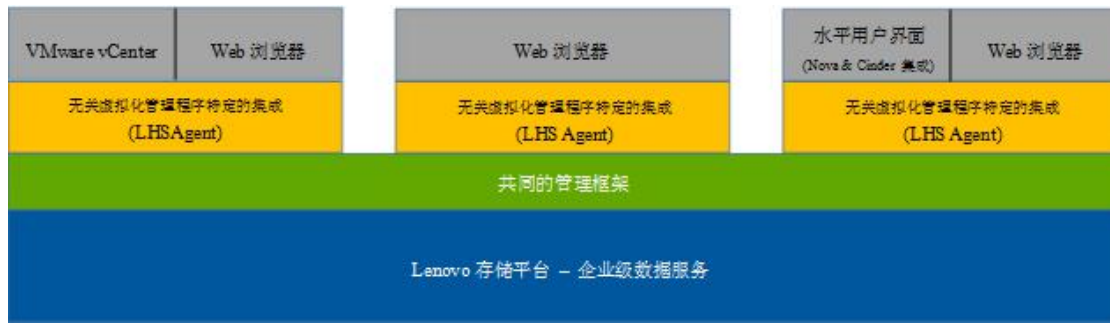 VMware vCenter
Web 浏览器
Web 浏览器
水平用户界面
(Nova & Cinder 集成)
Web 浏览器
无关虚拟化管理程序特定的集成
(LHSAgent)
无关虚拟化管理程序特定的集成
(LHS Agent)
无关虚拟化管理程序特定的集成
(LHS Agent)
共同的管理框架
Lenovo 存储平台 – 企业级数据服务